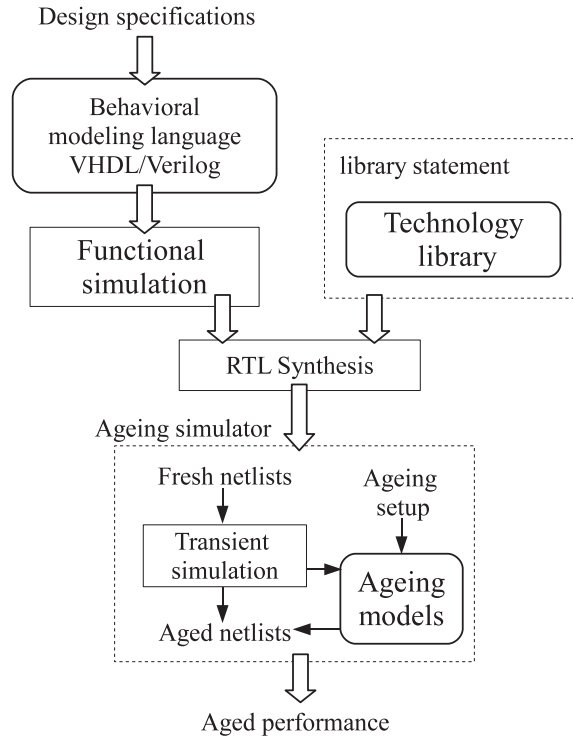 Design specifications
Behavioral
modeling language
VHDL/Verilog
library statement
Technology
library
Functional
simulation
RTL Synthesis
Ageing simulator
Fresh netlists
Ageing
setup
Transient
simulation
Ageing
models
Aged netlists
Aged performance